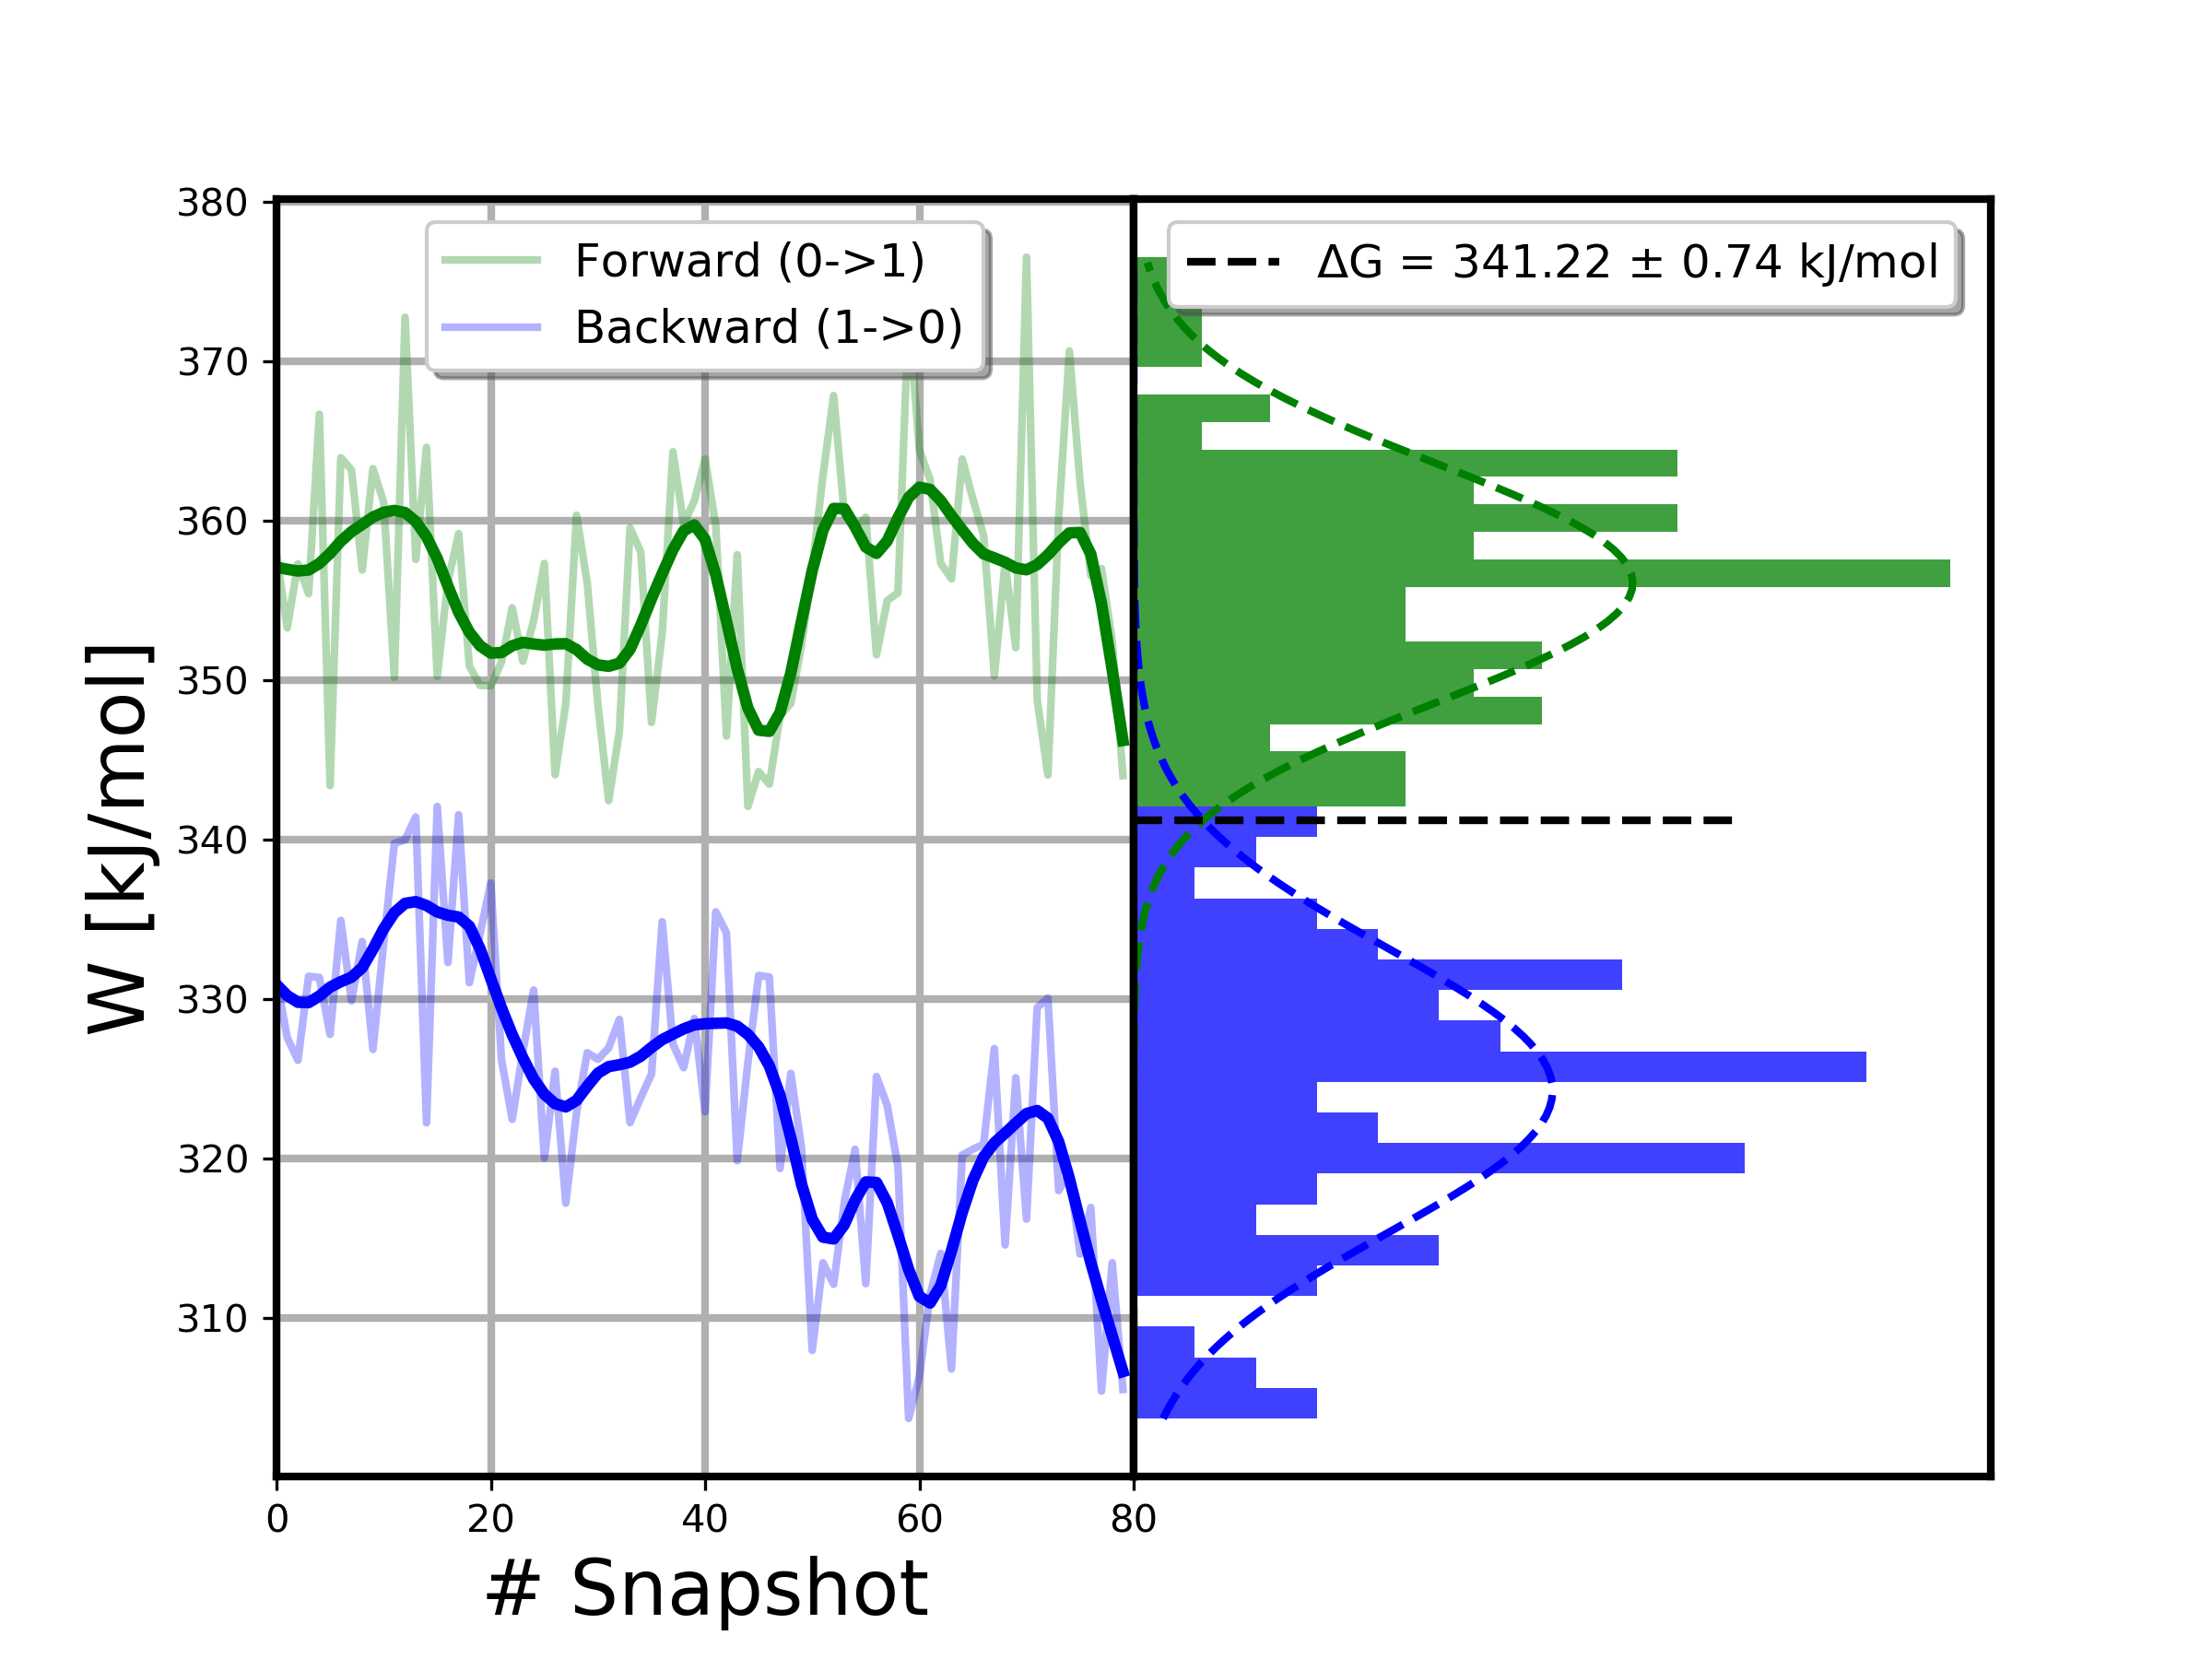 380
370
360
350
340
330
320
310
W [kJ/mol]
Forward (0->1)
Backward (1->0)
ΔG = 341.22 ± 0.74 kJ/mol
0
20
40
60
80
# Snapshot